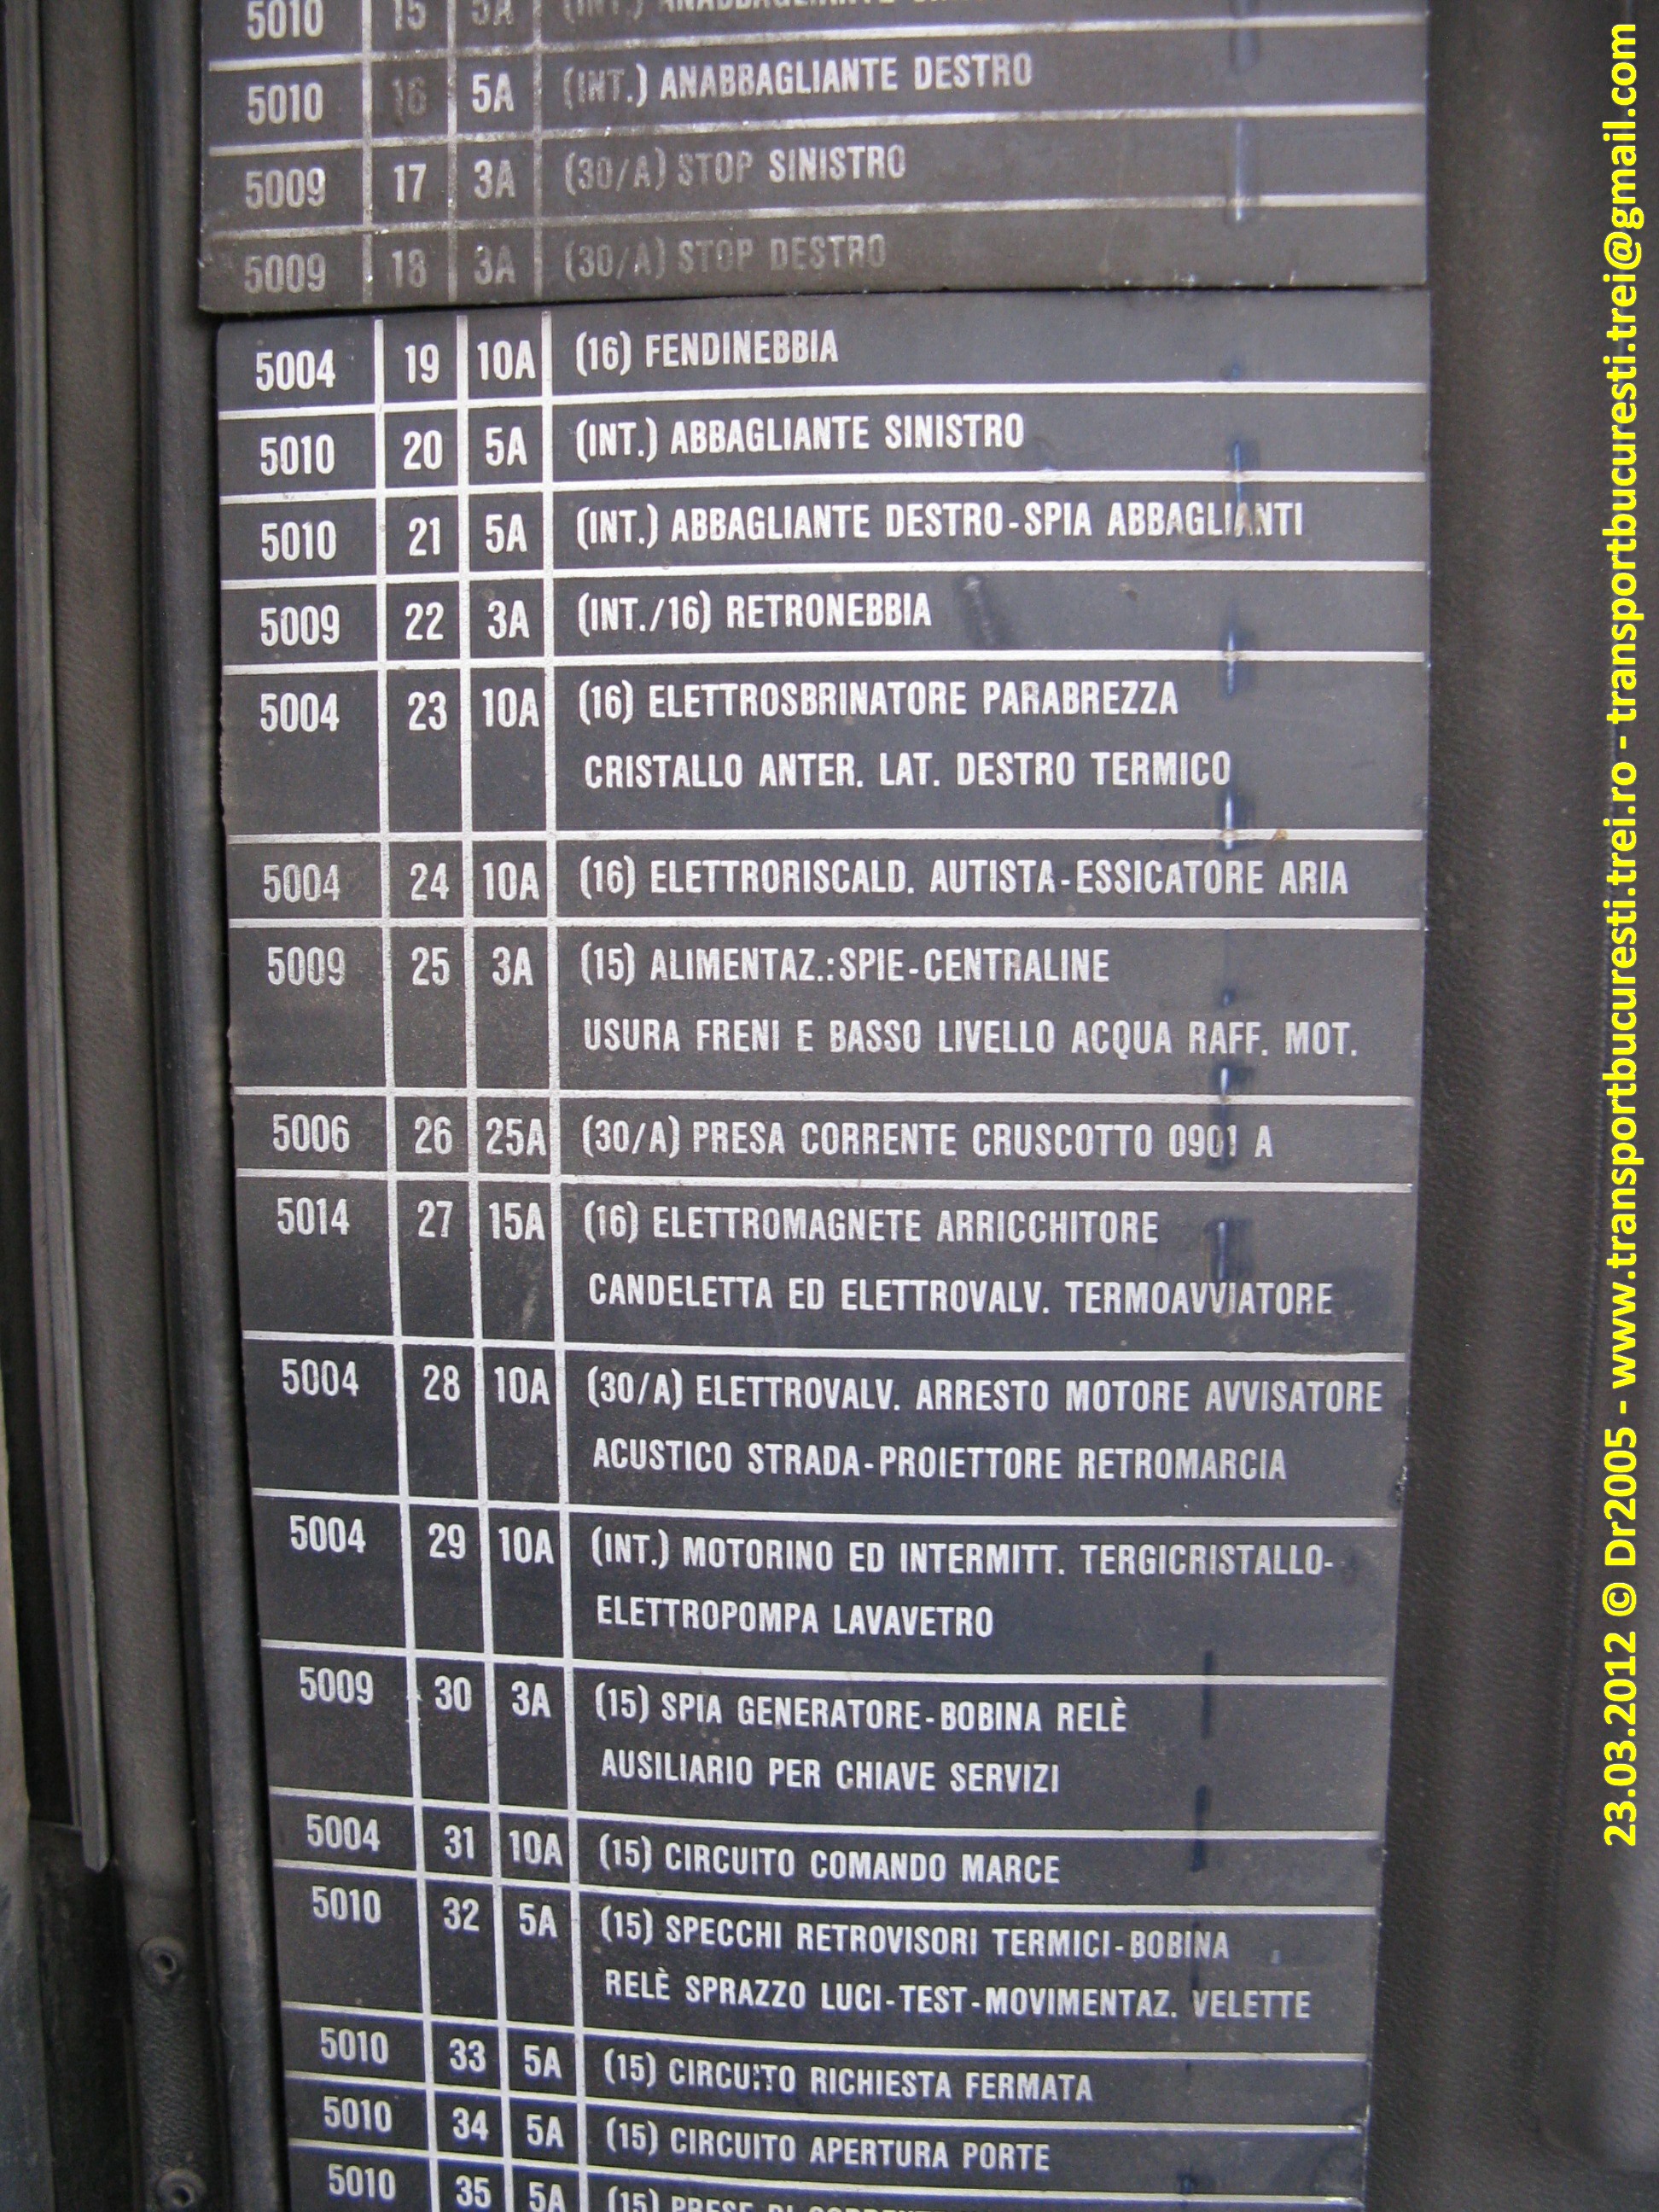 5010 15 5A (INT.) ANABBAGLIANTE
5010 16 5A (INT.) ANABBAGLIANTE DESTRO
5009 17 3A (30/A) STOP SINISTRO
5009 18 3A (30/A) STOP DESTRO
5004 19 10A (16) FENDINEBBIA
5010 20 5A (INT.) ABBAGLIANTE SINISTRO
5010 21 5A (INT.) ABBAGLIANTE DESTRO-SPIA ABBAGLIANTI
5009 22 3A (INT./16) RETRONEBBIA
5004 23 10A (16) ELETTROSBRINATORE PARABREZZA
CRISTALLO ANTER. LAT. DESTRO TERMICO
5004 24 10A (16) ELETTRORISCALD. AUTISTA-ESSICATORE ARIA
5009 25 3A (15) ALIMENTAZ.:SPIE-CENTRALINE
USURA FRENI E BASSO LIVELLO ACQUA RAFF. MOT.
5006 26 25A (30/A) PRESA CORRENTE CRUSCOTTO 0901 A
5014 27 15A (16) ELETTROMAGNETE ARRICCHITORE
CANDELETTA ED ELETTROVALV. TERMOAVVIATORE
5004 28 10A (30/A) ELETTROVALV. ARRESTO MOTORE AVVISATORE
ACUSTICO STRADA-PROIETTORE RETROMARCIA
5004 29 10A (INT.) MOTORINO ED INTERMITT. TERGICRISTALLO-
ELETTROPOMPA LAVAVETRO
5009 30 3A (15) SPIA GENERATORE-BOBINA RELÈ
AUSILIARIO PER CHIAVE SERVIZI
5004 31 10A (15) CIRCUITO COMANDO MARCE
5010 32 5A (15) SPECCHI RETROVISORI TERMICI-BOBINA
RELÈ SPRAZZO LUCI-TEST-MOVIMENTAZ. VELETTE
5010 33 5A (15) CIRCUITO RICHIESTA FERMATA
5010 34 5A (15) CIRCUITO APERTURA PORTE
5010 35 5A (15) PRESE DI
23.03.2012 © Dr2005 - www.transportbucuresti.trei.ro - transportbucuresti.trei@gmail.com